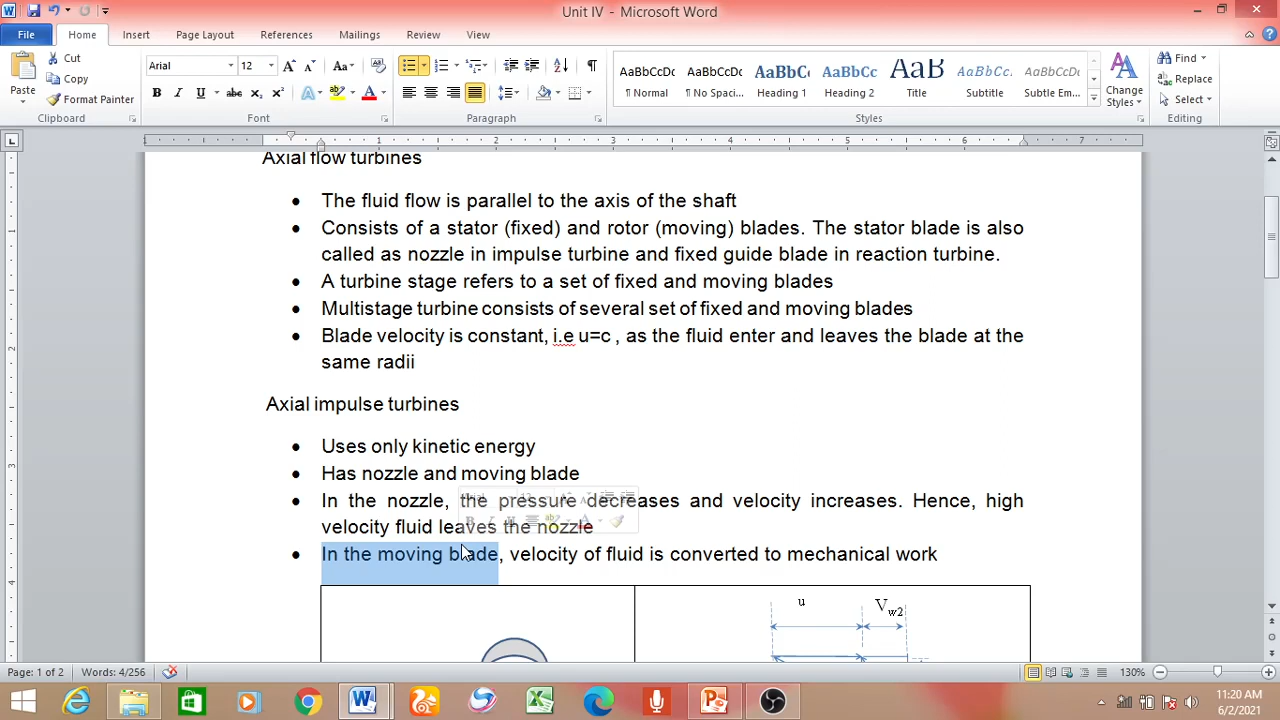 Unit IV - Microsoft Word
File Home Insert Page Layout References Mailings Review View
Paste
Cut
Copy
Format Painter
Clipboard
Arial 12
Font
Paragraph
AaBbCcDc AaBbCcDc AaBbC AaBbCc AaB AaBbCc. AaBbCcDc
¶ Normal ¶ No Spaci... Heading 1 Heading 2 Title Subtitle Subtle Em...
Styles
Change Styles
Find
Replace
Select
Editing
1 1 2 3 4 5 6 7
Axial flow turbines
• The fluid flow is parallel to the axis of the shaft
• Consists of a stator (fixed) and rotor (moving) blades. The stator blade is also
called as nozzle in impulse turbine and fixed guide blade in reaction turbine.
• A turbine stage refers to a set of fixed and moving blades
• Multistage turbine consists of several set of fixed and moving blades
• Blade velocity is constant, i.e u=c , as the fluid enter and leaves the blade at the
same radii
Axial impulse turbines
• Uses only kinetic energy
• Has nozzle and moving blade
• In the nozzle, the pressure decreases and velocity increases. Hence, high
velocity fluid leaves the nozzle
• In the moving blade, velocity of fluid is converted to mechanical work
u Vw2
Page: 1 of 2 Words: 4/256 130%
11:20 AM
6/2/2021